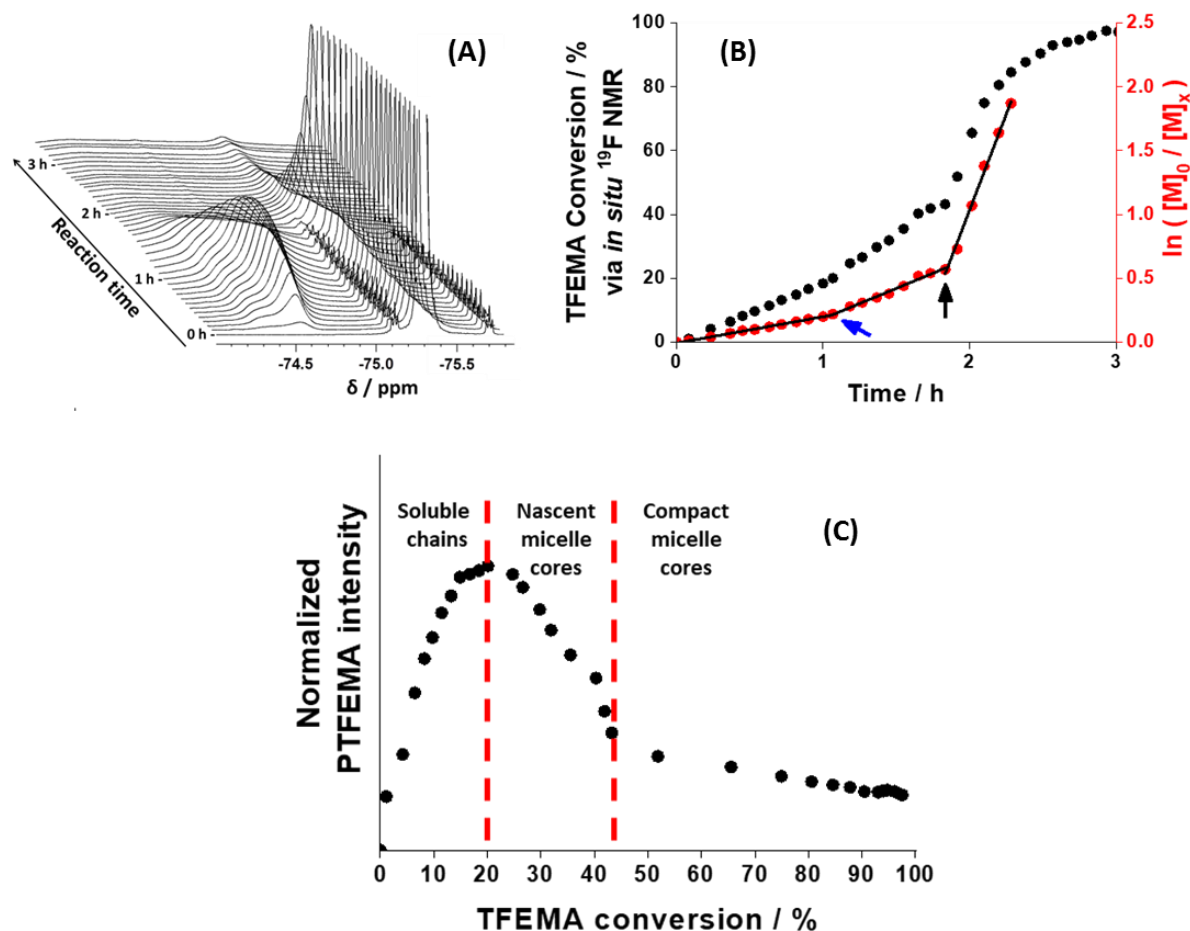 (A)
3 h
2 h
1 h
0 h
Reaction time
-74.5 -75.0 -75.5
δ / ppm
(B)
TFEMA Conversion / %
via in situ ¹⁹F NMR
100
80
60
40
20
0
0 1 2 3
Time / h
2.5
2.0
1.5
1.0
0.5
0.0
ln ( [M]₀ / [M]ₓ )
(C)
Normalized
PTFEMA intensity
Soluble
chains
Nascent
micelle
cores
Compact
micelle
cores
0 10 20 30 40 50 60 70 80 90 100
TFEMA conversion / %